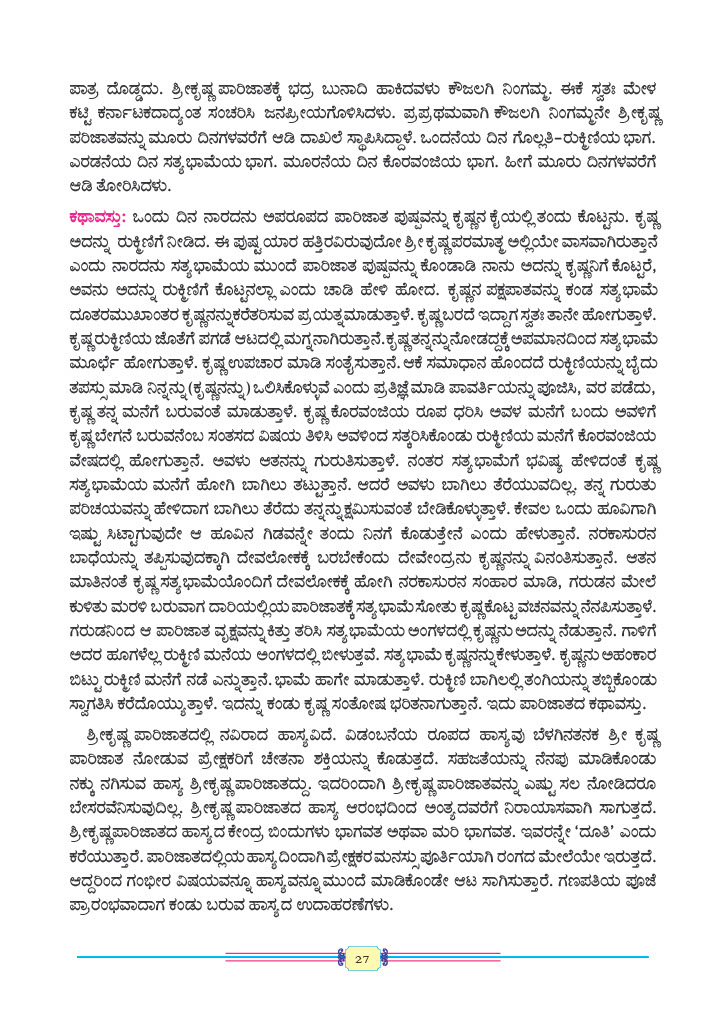 ಪಾತ್ರ ದೊಡ್ಡದು. ಶ್ರೀಕೃಷ್ಣ ಪಾರಿಜಾತಕ್ಕೆ ಭದ್ರ ಬುನಾದಿ ಹಾಕಿದವಳು ಕೌಜಲಗಿ ನಿಂಗಮ್ಮ. ಈಕೆ ಸ್ವತಃ ಮೇಳ
ಕಟ್ಟಿ ಕರ್ನಾಟಕದಾದ್ಯಂತ ಸಂಚರಿಸಿ ಜನಪ್ರೀಯಗೊಳಿಸಿದಳು. ಪ್ರಪ್ರಥಮವಾಗಿ ಕೌಜಲಗಿ ನಿಂಗಮ್ಮನೇ ಶ್ರೀಕೃಷ್ಣ
ಪರಿಜಾತವನ್ನು ಮೂರು ದಿನಗಳವರೆಗೆ ಆಡಿ ದಾಖಲೆ ಸ್ಥಾಪಿಸಿದ್ದಾಳೆ. ಒಂದನೆಯ ದಿನ ಗೊಲ್ಲತಿ-ರುಕ್ಮಿಣಿಯ ಭಾಗ.
ಎರಡನೆಯ ದಿನ ಸತ್ಯಭಾಮೆಯ ಭಾಗ. ಮೂರನೆಯ ದಿನ ಕೊರವಂಜಿಯ ಭಾಗ. ಹೀಗೆ ಮೂರು ದಿನಗಳವರೆಗೆ
ಆಡಿ ತೋರಿಸಿದಳು.
ಕಥಾವಸ್ತು: ಒಂದು ದಿನ ನಾರದನು ಅಪರೂಪದ ಪಾರಿಜಾತ ಪುಷ್ಪವನ್ನು ಕೃಷ್ಣನ ಕೈಯಲ್ಲಿ ತಂದು ಕೊಟ್ಟನು. ಕೃಷ್ಣ
ಅದನ್ನು ರುಕ್ಮಿಣಿಗೆ ನೀಡಿದ. ಈ ಪುಷ್ಪ ಯಾರ ಹತ್ತಿರವಿರುವುದೋ ಶ್ರೀ ಕೃಷ್ಣಪರಮಾತ್ಮ ಅಲ್ಲಿಯೇ ವಾಸವಾಗಿರುತ್ತಾನೆ
ಎಂದು ನಾರದನು ಸತ್ಯಭಾಮೆಯ ಮುಂದೆ ಪಾರಿಜಾತ ಪುಷ್ಪವನ್ನು ಕೊಂಡಾಡಿ ನಾನು ಅದನ್ನು ಕೃಷ್ಣನಿಗೆ ಕೊಟ್ಟರೆ,
ಅವನು ಅದನ್ನು ರುಕ್ಮಿಣಿಗೆ ಕೊಟ್ಟನಲ್ಲಾ ಎಂದು ಚಾಡಿ ಹೇಳಿ ಹೋದ. ಕೃಷ್ಣನ ಪಕ್ಷಪಾತವನ್ನು ಕಂಡ ಸತ್ಯಭಾಮೆ
ದೂತರಮುಖಾಂತರ ಕೃಷ್ಣನನ್ನುಕರೆತರಿಸುವ ಪ್ರಯತ್ನಮಾಡುತ್ತಾಳೆ. ಕೃಷ್ಣಬರದೆ ಇದ್ದಾಗ ಸ್ವತಃ ತಾನೇ ಹೋಗುತ್ತಾಳೆ.
ಕೃಷ್ಣರುಕ್ಮಿಣಿಯ ಜೊತೆಗೆ ಪಗಡೆ ಆಟದಲ್ಲಿ ಮಗ್ನನಾಗಿರುತ್ತಾನೆ. ಕೃಷ್ಣತನ್ನನ್ನುನೋಡದ್ದಕ್ಕೆ ಅಪಮಾನದಿಂದ ಸತ್ಯಭಾಮೆ
ಮೂರ್ಛೆ ಹೋಗುತ್ತಾಳೆ. ಕೃಷ್ಣ ಉಪಚಾರ ಮಾಡಿ ಸಂತೈಸುತ್ತಾನೆ. ಆಕೆ ಸಮಾಧಾನ ಹೊಂದದೆ ರುಕ್ಮಿಣಿಯನ್ನು ಬೈದು
ತಪಸ್ಸು ಮಾಡಿ ನಿನ್ನನ್ನು (ಕೃಷ್ಣನನ್ನು) ಒಲಿಸಿಕೊಳ್ಳುವೆ ಎಂದು ಪ್ರತಿಜ್ಞೆ ಮಾಡಿ ಪಾವರ್ತಿಯನ್ನು ಪೂಜಿಸಿ, ವರ ಪಡೆದು,
ಕೃಷ್ಣ ತನ್ನ ಮನೆಗೆ ಬರುವಂತೆ ಮಾಡುತ್ತಾಳೆ. ಕೃಷ್ಣ ಕೊರವಂಜಿಯ ರೂಪ ಧರಿಸಿ ಅವಳ ಮನೆಗೆ ಬಂದು ಅವಳಿಗೆ
ಕೃಷ್ಣ ಬೇಗನೆ ಬರುವನೆಂಬ ಸಂತಸದ ವಿಷಯ ತಿಳಿಸಿ ಅವಳಿಂದ ಸತ್ಕರಿಸಿಕೊಂಡು ರುಕ್ಮಿಣಿಯ ಮನೆಗೆ ಕೊರವಂಜಿಯ
ವೇಷದಲ್ಲಿ ಹೋಗುತ್ತಾನೆ. ಅವಳು ಆತನನ್ನು ಗುರುತಿಸುತ್ತಾಳೆ. ನಂತರ ಸತ್ಯಭಾಮೆಗೆ ಭವಿಷ್ಯ ಹೇಳಿದಂತೆ ಕೃಷ್ಣ
ಸತ್ಯಭಾಮೆಯ ಮನೆಗೆ ಹೋಗಿ ಬಾಗಿಲು ತಟ್ಟುತ್ತಾನೆ. ಆದರೆ ಅವಳು ಬಾಗಿಲು ತೆರೆಯುವದಿಲ್ಲ. ತನ್ನ ಗುರುತು
ಪರಿಚಯವನ್ನು ಹೇಳಿದಾಗ ಬಾಗಿಲು ತೆರೆದು ತನ್ನನ್ನುಕ್ಷಮಿಸುವಂತೆ ಬೇಡಿಕೊಳ್ಳುತ್ತಾಳೆ. ಕೇವಲ ಒಂದು ಹೂವಿಗಾಗಿ
ಇಷ್ಟು ಸಿಟ್ಟಾಗುವುದೇ ಆ ಹೂವಿನ ಗಿಡವನ್ನೇ ತಂದು ನಿನಗೆ ಕೊಡುತ್ತೇನೆ ಎಂದು ಹೇಳುತ್ತಾನೆ. ನರಕಾಸುರನ
ಬಾಧೆಯನ್ನು ತಪ್ಪಿಸುವುದಕ್ಕಾಗಿ ದೇವಲೋಕಕ್ಕೆ ಬರಬೇಕೆಂದು ದೇವೇಂದ್ರನು ಕೃಷ್ಣನನ್ನು ವಿನಂತಿಸುತ್ತಾನೆ. ಆತನ
ಮಾತಿನಂತೆ ಕೃಷ್ಣ ಸತ್ಯಭಾಮೆಯೊಂದಿಗೆ ದೇವಲೋಕಕ್ಕೆ ಹೋಗಿ ನರಕಾಸುರನ ಸಂಹಾರ ಮಾಡಿ, ಗರುಡನ ಮೇಲೆ
ಕುಳಿತು ಮರಳಿ ಬರುವಾಗ ದಾರಿಯಲ್ಲಿಯ ಪಾರಿಜಾತಕ್ಕೆ ಸತ್ಯಭಾಮೆ ಸೋತು ಕೃಷ್ಣಕೊಟ್ಟ ವಚನವನ್ನು ನೆನಪಿಸುತ್ತಾಳೆ.
ಗರುಡನಿಂದ ಆ ಪಾರಿಜಾತ ವೃಕ್ಷವನ್ನು ಕಿತ್ತು ತರಿಸಿ ಸತ್ಯಭಾಮೆಯ ಅಂಗಳದಲ್ಲಿ ಕೃಷ್ಣನು ಅದನ್ನು ನೆಡುತ್ತಾನೆ. ಗಾಳಿಗೆ
ಅದರ ಹೂಗಳೆಲ್ಲ ರುಕ್ಮಿಣಿ ಮನೆಯ ಅಂಗಳದಲ್ಲಿ ಬೀಳುತ್ತವೆ. ಸತ್ಯಭಾಮೆ ಕೃಷ್ಣನನ್ನುಕೇಳುತ್ತಾಳೆ. ಕೃಷ್ಣನು ಅಹಂಕಾರ
ಬಿಟ್ಟು ರುಕ್ಮಿಣಿ ಮನೆಗೆ ನಡೆ ಎನ್ನುತ್ತಾನೆ. ಭಾಮೆ ಹಾಗೇ ಮಾಡುತ್ತಾಳೆ. ರುಕ್ಮಿಣಿ ಬಾಗಿಲಲ್ಲಿ ತಂಗಿಯನ್ನು ತಬ್ಬಿಕೊಂಡು
ಸ್ವಾಗತಿಸಿ ಕರೆದೊಯ್ಯುತ್ತಾಳೆ. ಇದನ್ನು ಕಂಡು ಕೃಷ್ಣ ಸಂತೋಷ ಭರಿತನಾಗುತ್ತಾನೆ. ಇದು ಪಾರಿಜಾತದ ಕಥಾವಸ್ತು.
ಶ್ರೀಕೃಷ್ಣ ಪಾರಿಜಾತದಲ್ಲಿ ನವಿರಾದ ಹಾಸ್ಯವಿದೆ. ವಿಡಂಬನೆಯ ರೂಪದ ಹಾಸ್ಯವು ಬೆಳಗಿನತನಕ ಶ್ರೀ ಕೃಷ್ಣ
ಪಾರಿಜಾತ ನೋಡುವ ಪ್ರೇಕ್ಷಕರಿಗೆ ಚೇತನಾ ಶಕ್ತಿಯನ್ನು ಕೊಡುತ್ತದೆ. ಸಹಜತೆಯನ್ನು ನೆನಪು ಮಾಡಿಕೊಂಡು
ನಕ್ಕು ನಗಿಸುವ ಹಾಸ್ಯ ಶ್ರೀಕೃಷ್ಣಪಾರಿಜಾತದ್ದು. ಇದರಿಂದಾಗಿ ಶ್ರೀಕೃಷ್ಣಪಾರಿಜಾತವನ್ನು ಎಷ್ಟು ಸಲ ನೋಡಿದರೂ
ಬೇಸರವೆನಿಸುವುದಿಲ್ಲ. ಶ್ರೀಕೃಷ್ಣಪಾರಿಜಾತದ ಹಾಸ್ಯ ಆರಂಭದಿಂದ ಅಂತ್ಯದವರೆಗೆ ನಿರಾಯಾಸವಾಗಿ ಸಾಗುತ್ತದೆ.
ಶ್ರೀಕೃಷ್ಣಪಾರಿಜಾತದ ಹಾಸ್ಯದ ಕೇಂದ್ರ ಬಿಂದುಗಳು ಭಾಗವತ ಅಥವಾ ಮರಿ ಭಾಗವತ. ಇವರನ್ನೇ ‘ದೂತಿ’ ಎಂದು
ಕರೆಯುತ್ತಾರೆ. ಪಾರಿಜಾತದಲ್ಲಿಯ ಹಾಸ್ಯದಿಂದಾಗಿ ಪ್ರೇಕ್ಷಕರ ಮನಸ್ಸು ಪೂರ್ತಿಯಾಗಿ ರಂಗದ ಮೇಲೆಯೇ ಇರುತ್ತದೆ.
ಆದ್ದರಿಂದ ಗಂಭೀರ ವಿಷಯವನ್ನೂ ಹಾಸ್ಯವನ್ನೂ ಮುಂದೆ ಮಾಡಿಕೊಂಡೇ ಆಟ ಸಾಗಿಸುತ್ತಾರೆ. ಗಣಪತಿಯ ಪೂಜೆ
ಪ್ರಾರಂಭವಾದಾಗ ಕಂಡು ಬರುವ ಹಾಸ್ಯದ ಉದಾಹರಣೆಗಳು.
27